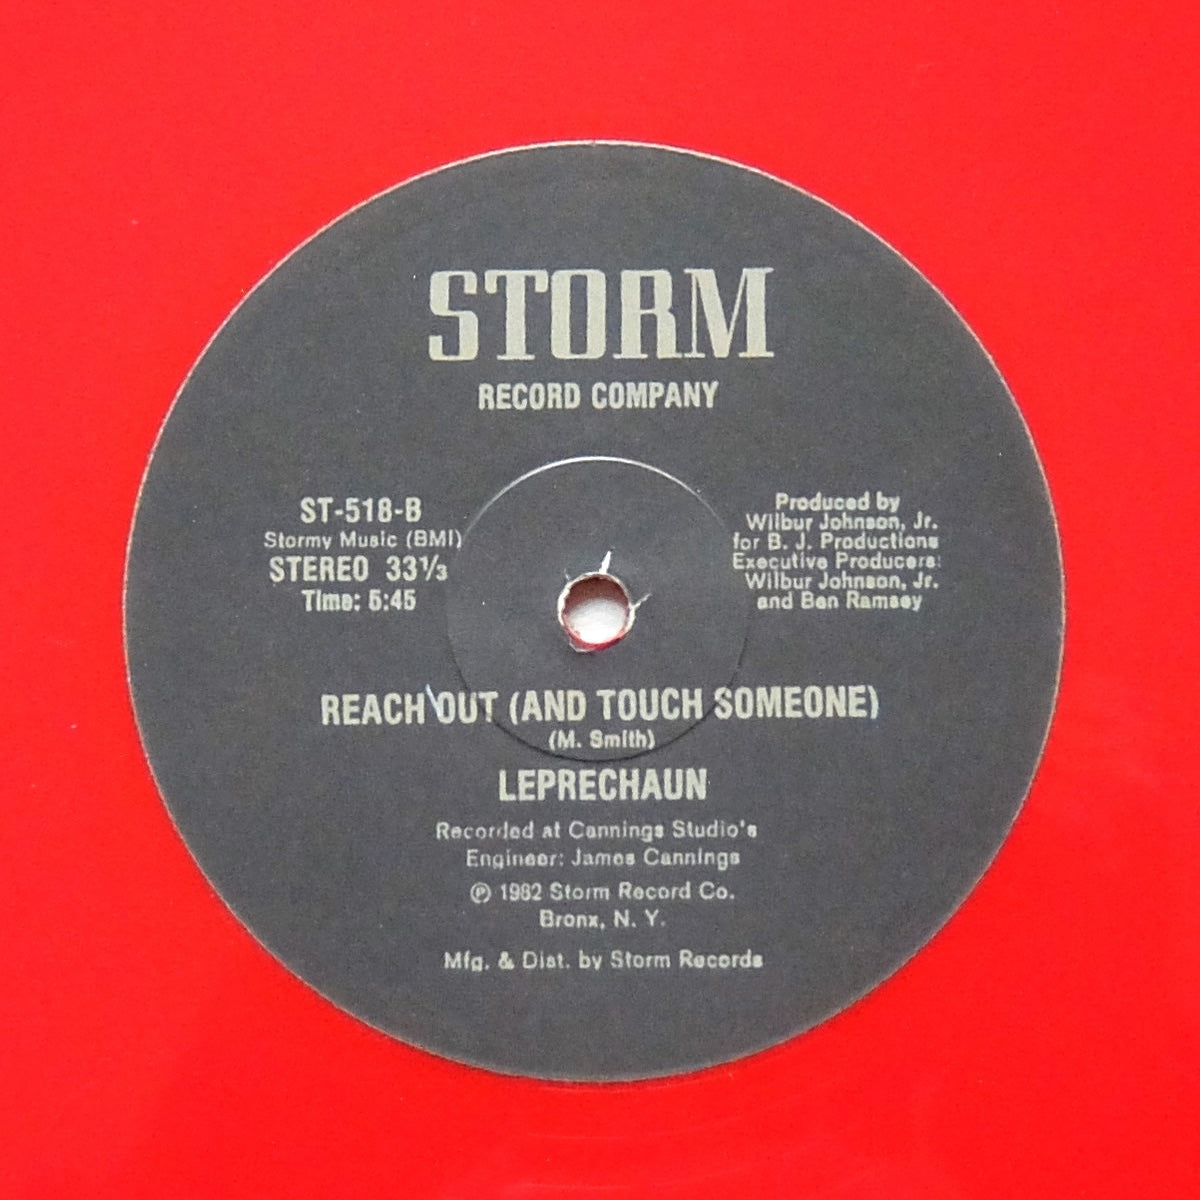 STORM
RECORD COMPANY
ST-518-B
Stormy Music (BMI)
STEREO 33⅓
Time: 5:45
Produced by
Wilbur Johnson, Jr.
for B. J. Productions
Executive Producers:
Wilbur Johnson, Jr.
and Ben Ramsey
REACH OUT (AND TOUCH SOMEONE)
(M. Smith)
LEPRECHAUN
Recorded at Cannings Studio's
Engineer: James Cannings
℗ 1982 Storm Record Co.
Bronx, N. Y.
Mfg. & Dist. by Storm Records